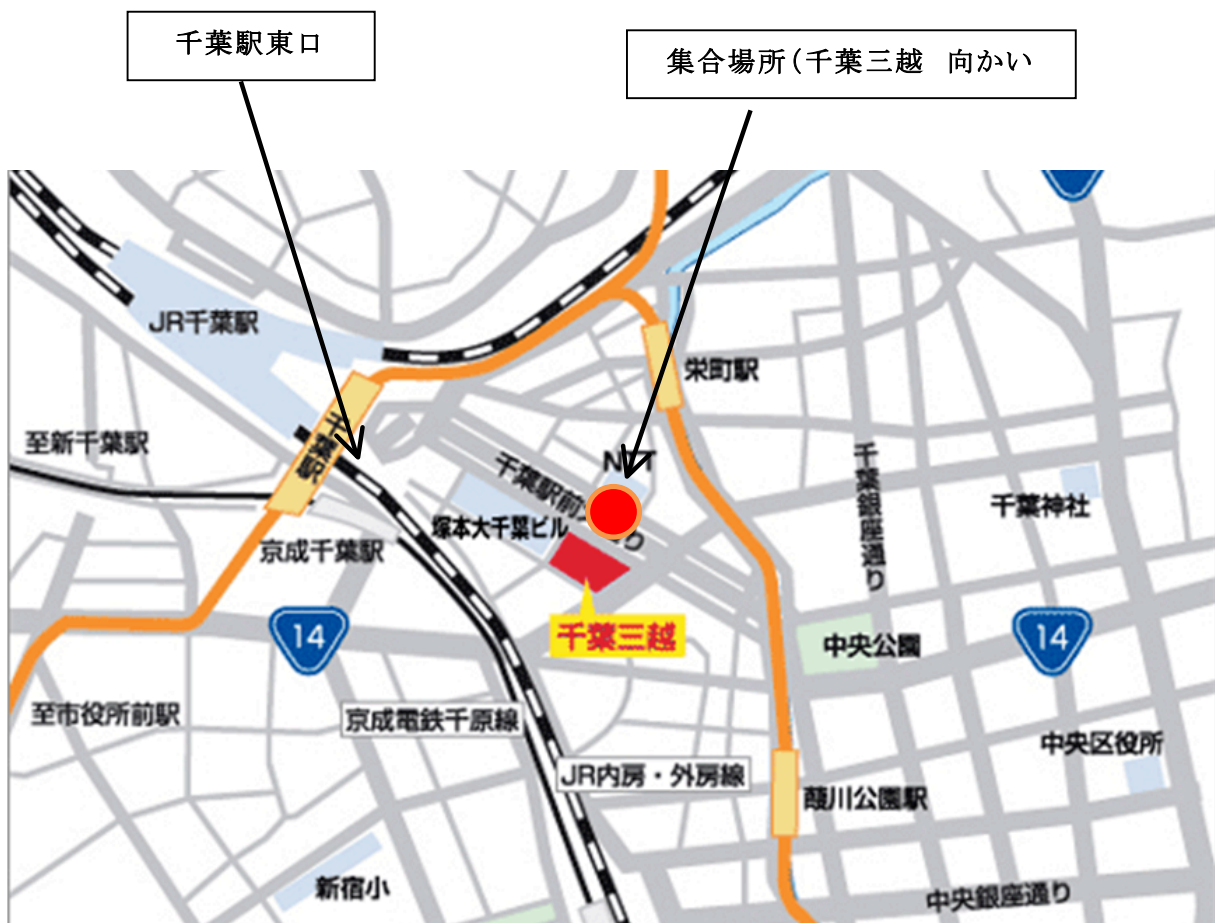 千葉駅東口
集合場所(千葉三越　向かい
JR千葉駅
栄町駅
千葉駅
至新千葉駅
千葉駅前
り
塚本大千葉ビル
千葉銀座通り
千葉神社
京成千葉駅
千葉三越
14
14
中央公園
至市役所前駅
京成電鉄千原線
中央区役所
JR内房・外房線
葭川公園駅
新宿小
中央銀座通り